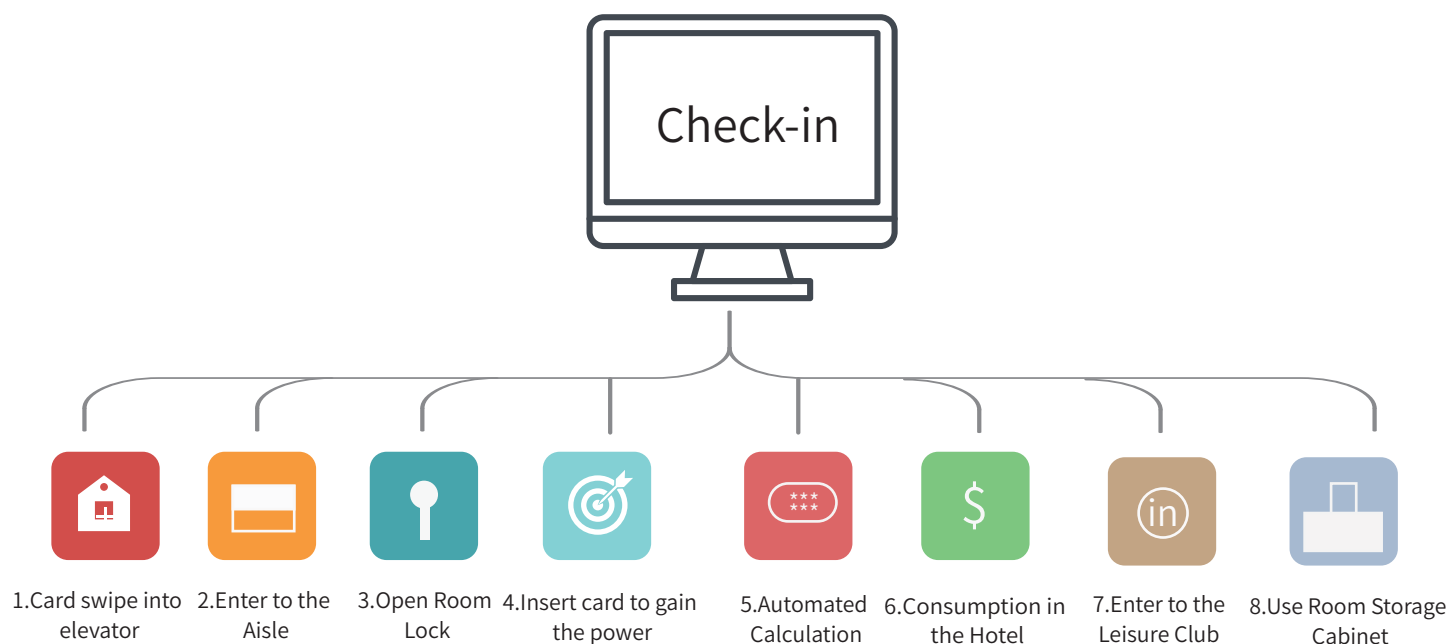 Check-in
***
***
$
in
1.Card swipe into
elevator
2.Enter to the
Aisle
3.Open Room
Lock
4.Insert card to gain
the power
5.Automated
Calculation
6.Consumption in
the Hotel
7.Enter to the
Leisure Club
8.Use Room Storage
Cabinet